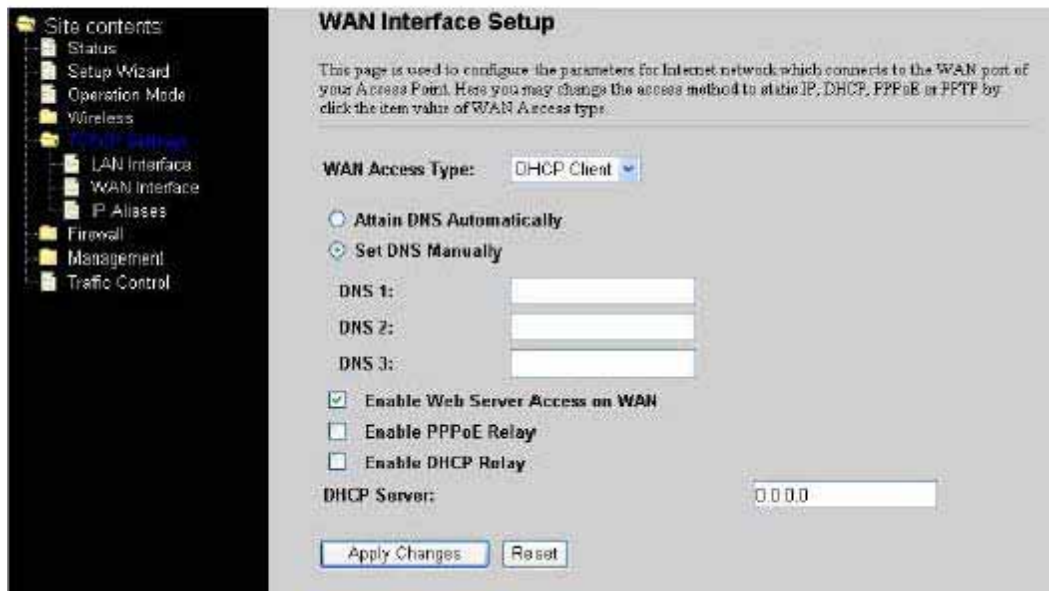 Site contents
Status
Setup Wizard
Operation Mode
Wireless
TCP/IP Settings
LAN Interface
WAN Interface
IP Aliases
Firewall
Management
Traffic Control
WAN Interface Setup
This page is used to configure the parameters for Internet network which connects to the WAN port of
your Access Point. Here you may change the access method to static IP, DHCP, PPPoE or PPTP by
click the item value of WAN Access type.
WAN Access Type: DHCP Client
Attain DNS Automatically
Set DNS Manually
DNS 1:
DNS 2:
DNS 3:
Enable Web Server Access on WAN
Enable PPPoE Relay
Enable DHCP Relay
DHCP Server: 0.0.0.0
Apply Changes Reset